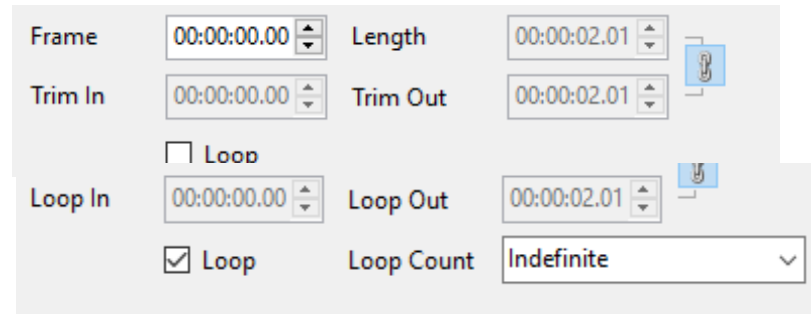 Frame 00:00:00.00 Length 00:00:02.01
Trim In 00:00:00.00 Trim Out 00:00:02.01
Loop
Loop In 00:00:00.00 Loop Out 00:00:02.01
Loop Loop Count Indefinite